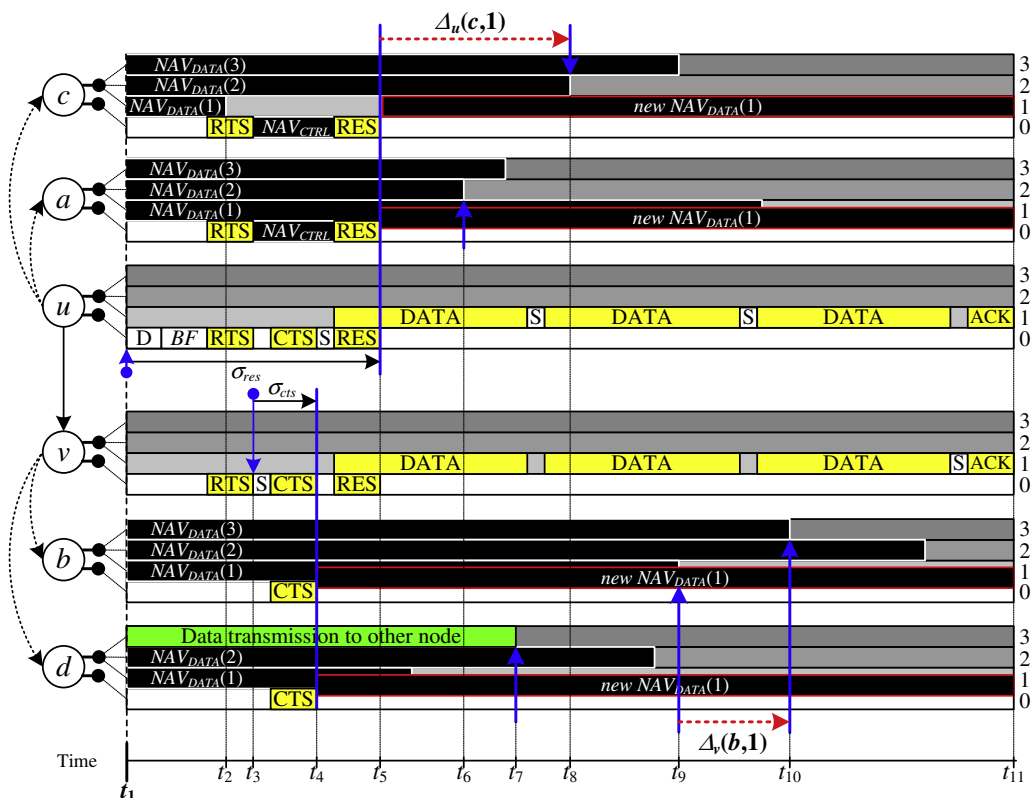 Δu(c,1)
c
NAVDATA(3) 3
NAVDATA(2) 2
NAVDATA(1) new NAVDATA(1) 1
RTS NAVCTRL RES 0
a
NAVDATA(3) 3
NAVDATA(2) 2
NAVDATA(1) new NAVDATA(1) 1
RTS NAVCTRL RES 0
u
3
2
DATA S DATA S DATA ACK 1
D BF RTS CTS S RES 0
σres
σcts
v
3
2
DATA DATA DATA S ACK 1
RTS S CTS RES 0
b
NAVDATA(3) 3
NAVDATA(2) 2
NAVDATA(1) new NAVDATA(1) 1
CTS 0
d
Data transmission to other node 3
NAVDATA(2) 2
NAVDATA(1) new NAVDATA(1) 1
CTS 0
Δv(b,1)
Time t1 t2 t3 t4 t5 t6 t7 t8 t9 t10 t11